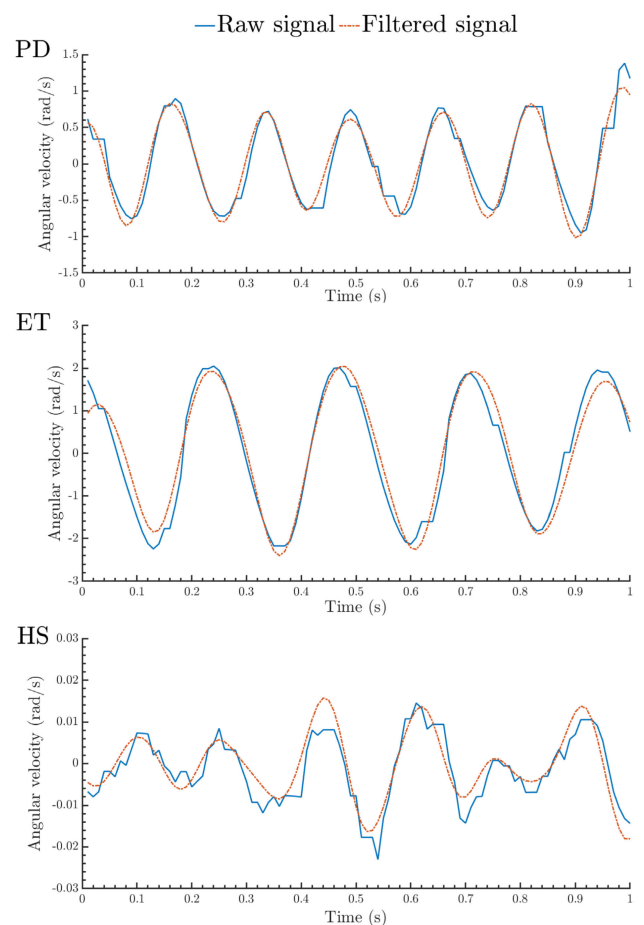 Raw signal Filtered signal
PD
1.5
1
0.5
0
-0.5
-1
-1.5
Angular velocity (rad/s)
0 0.1 0.2 0.3 0.4 0.5 0.6 0.7 0.8 0.9 1
Time (s)
ET
3
2
1
0
-1
-2
-3
Angular velocity (rad/s)
0 0.1 0.2 0.3 0.4 0.5 0.6 0.7 0.8 0.9 1
Time (s)
HS
0.03
0.02
0.01
0
-0.01
-0.02
-0.03
Angular velocity (rad/s)
0 0.1 0.2 0.3 0.4 0.5 0.6 0.7 0.8 0.9 1
Time (s)